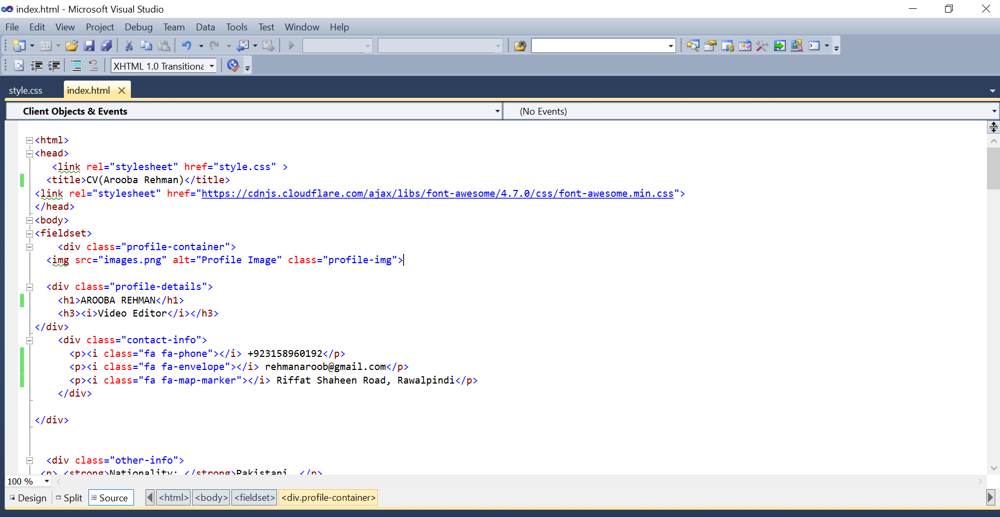 index.html - Microsoft Visual Studio
File Edit View Project Debug Team Data Tools Test Window Help
XHTML 1.0 Transitiona
style.css index.html
Client Objects & Events (No Events)
<html>
<head>
<link rel="stylesheet" href="style.css" >
<title>CV(Arooba Rehman)</title>
<link rel="stylesheet" href="https://cdnjs.cloudflare.com/ajax/libs/font-awesome/4.7.0/css/font-awesome.min.css">
</head>
<body>
<fieldset>
<div class="profile-container">
<img src="images.png" alt="Profile Image" class="profile-img">
<div class="profile-details">
<h1>AROOBA REHMAN</h1>
<h3><i>Video Editor</i></h3>
</div>
<div class="contact-info">
<p><i class="fa fa-phone"></i> +923158960192</p>
<p><i class="fa fa-envelope"></i> rehmanaroob@gmail.com</p>
<p><i class="fa fa-map-marker"></i> Riffat Shaheen Road, Rawalpindi</p>
</div>
</div>
<div class="other-info">
<p> <strong>Nationality: </strong>Pakistani  </p>
100 %
Design Split Source <html> <body> <fieldset> <div.profile-container>